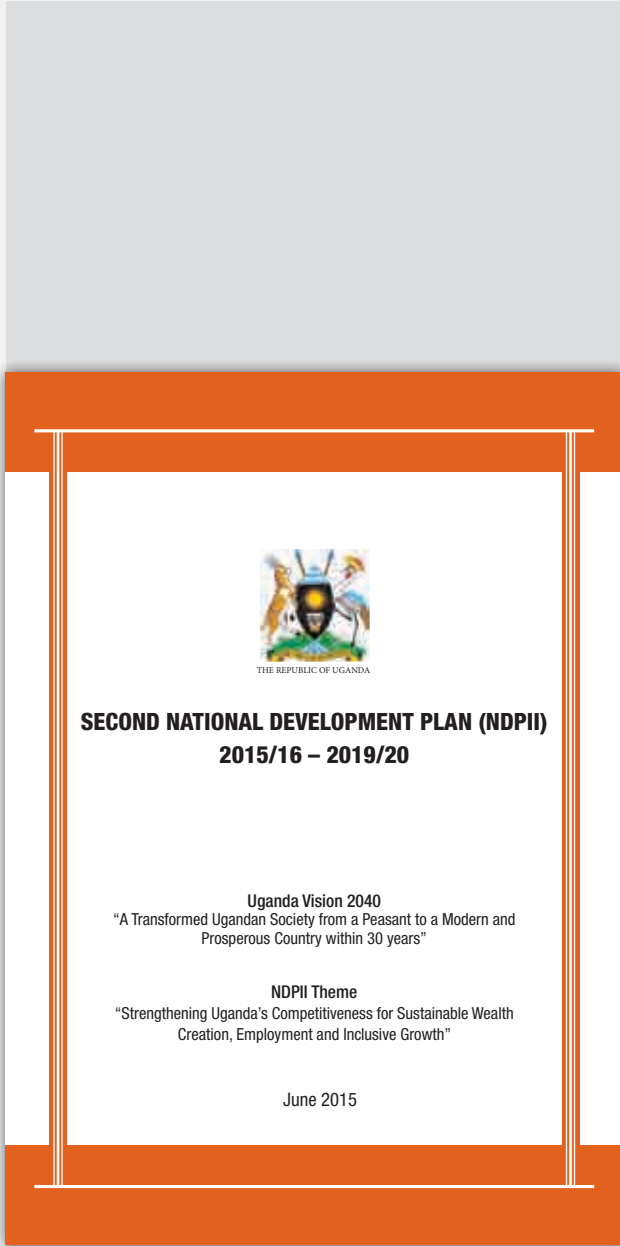 THE REPUBLIC OF UGANDA
SECOND NATIONAL DEVELOPMENT PLAN (NDPII)
2015/16 – 2019/20
Uganda Vision 2040
“A Transformed Ugandan Society from a Peasant to a Modern and
Prosperous Country within 30 years”
NDPII Theme
“Strengthening Uganda’s Competitiveness for Sustainable Wealth
Creation, Employment and Inclusive Growth”
June 2015